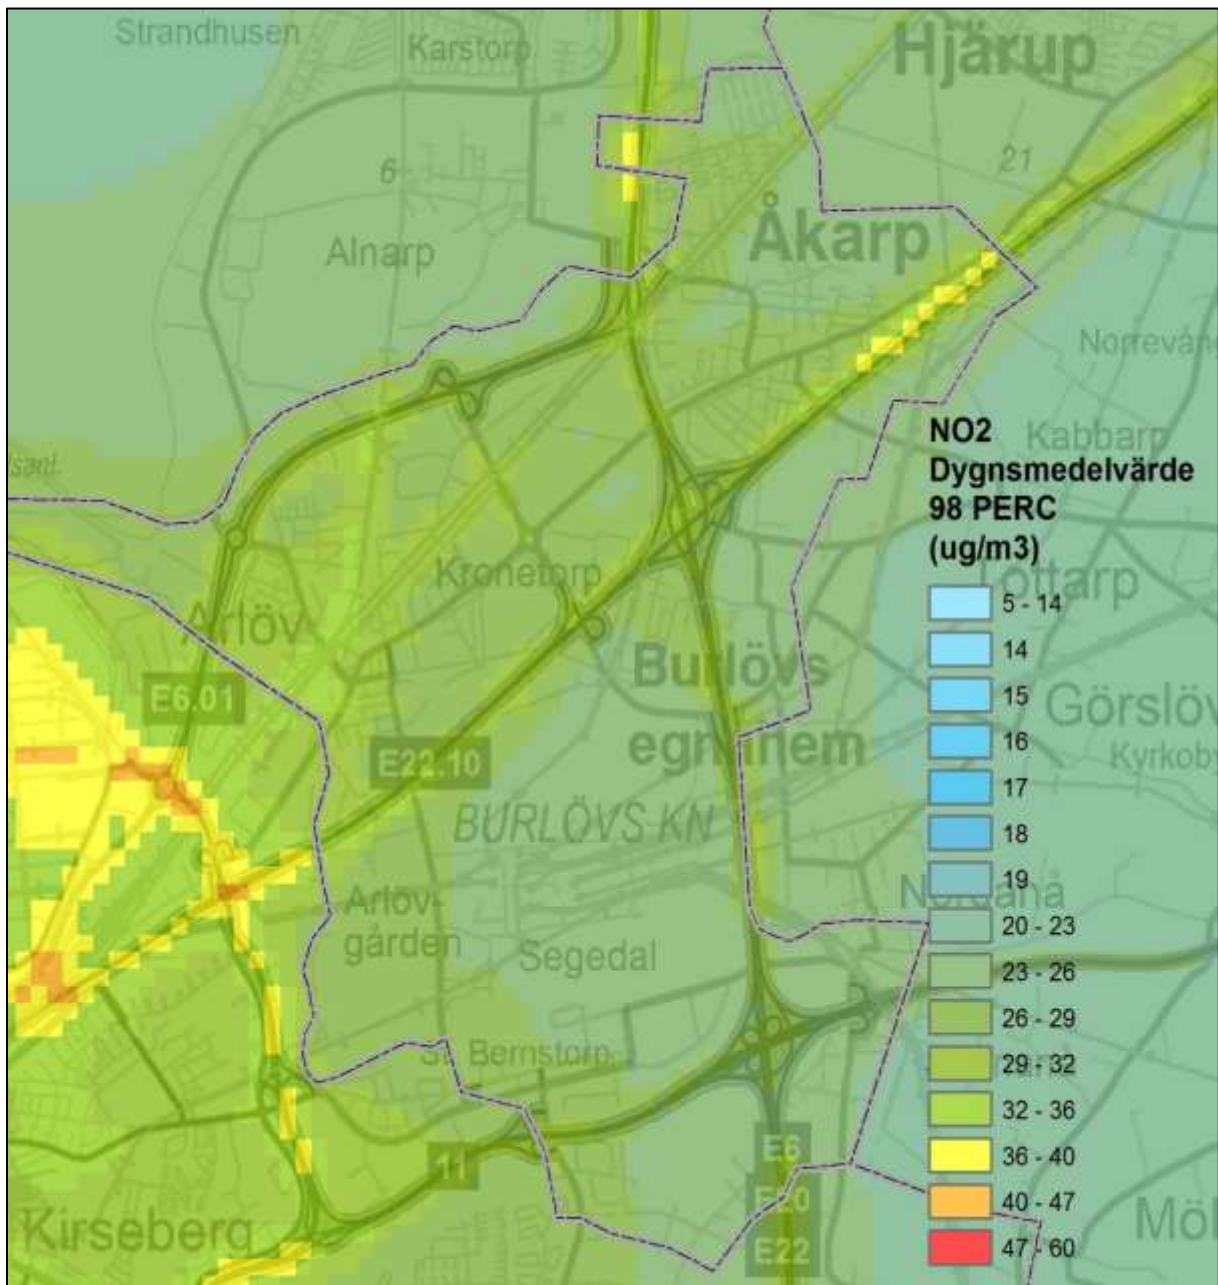 Strandhusen
Karstorp
Hjärup
6
21
Åkarp
Alnarp
Norrevång
NO2
Dygnsmedelvärde
98 PERC
(ug/m3)
Kabbarp
Kronetorp
Arlöv
Burlövs
egnahem
E6.01
E22.10
BURLÖVS KN
Görslöv
Kyrkoby
Arlöv-
gården
Segedal
Nordanå
St. Bernstorp
11
Kirseberg
E6
E20
E22
5 - 14
14
15
16
17
18
19
20 - 23
23 - 26
26 - 29
29 - 32
32 - 36
36 - 40
40 - 47
47 - 60